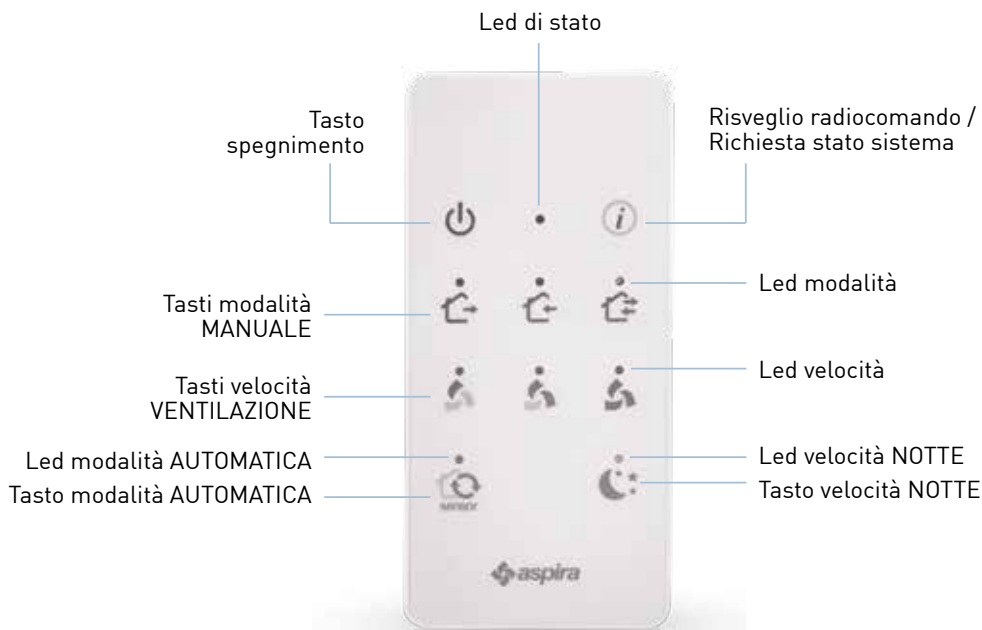 Led di stato
Tasto
spegnimento
Risveglio radiocomando /
Richiesta stato sistema
i
Tasti modalità
MANUALE
Led modalità
Tasti velocità
VENTILAZIONE
Led velocità
Led modalità AUTOMATICA
Tasto modalità AUTOMATICA
SENSOR
Led velocità NOTTE
Tasto velocità NOTTE
aspira